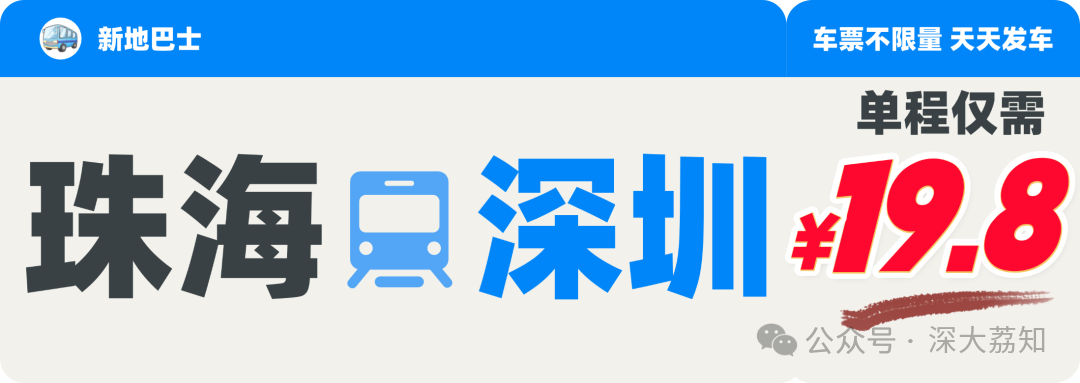 新地巴士
车票不限量 天天发车
珠海 深圳
单程仅需
¥19.8
公众号 · 深大荔知